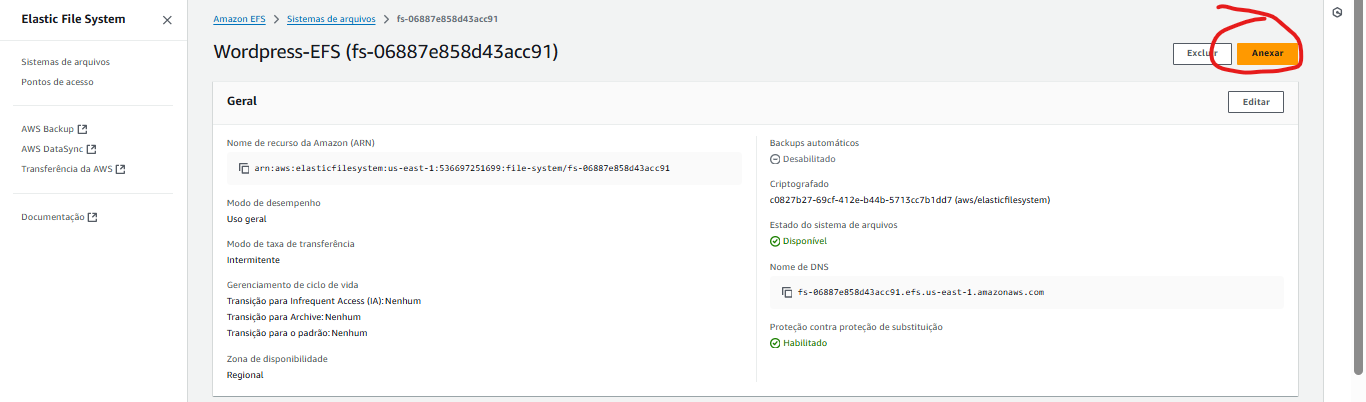 Elastic File System
Sistemas de arquivos
Pontos de acesso
AWS Backup
AWS DataSync
Transferência da AWS
Documentação
Amazon EFS
Sistemas de arquivos
fs-06887e858d43acc91
Wordpress-EFS (fs-06887e858d43acc91)
Excluir
Anexar
Geral
Editar
Nome de recurso da Amazon (ARN)
arn:aws:elasticfilesystem:us-east-1:536697251699:file-system/fs-06887e858d43acc91
Modo de desempenho
Uso geral
Modo de taxa de transferência
Intermitente
Gerenciamento de ciclo de vida
Transição para Infrequent Access (IA): Nenhum
Transição para Archive: Nenhum
Transição para o padrão: Nenhum
Zona de disponibilidade
Regional
Backups automáticos
Desabilitado
Criptografado
c0827b27-69cf-412e-b44b-5713cc7b1dd7 (aws/elasticfilesystem)
Estado do sistema de arquivos
Disponível
Nome de DNS
fs-06887e858d43acc91.efs.us-east-1.amazonaws.com
Proteção contra proteção de substituição
Habilitado